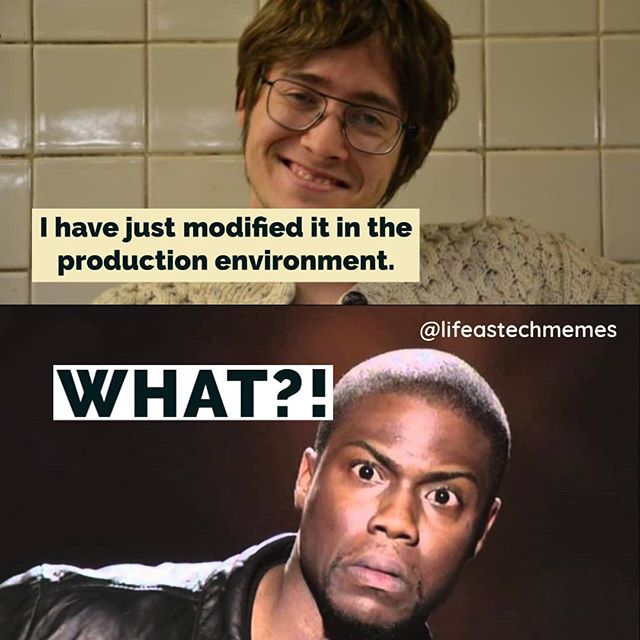 I have just modified it in the
production environment.
@lifeastechmemes
WHAT?!